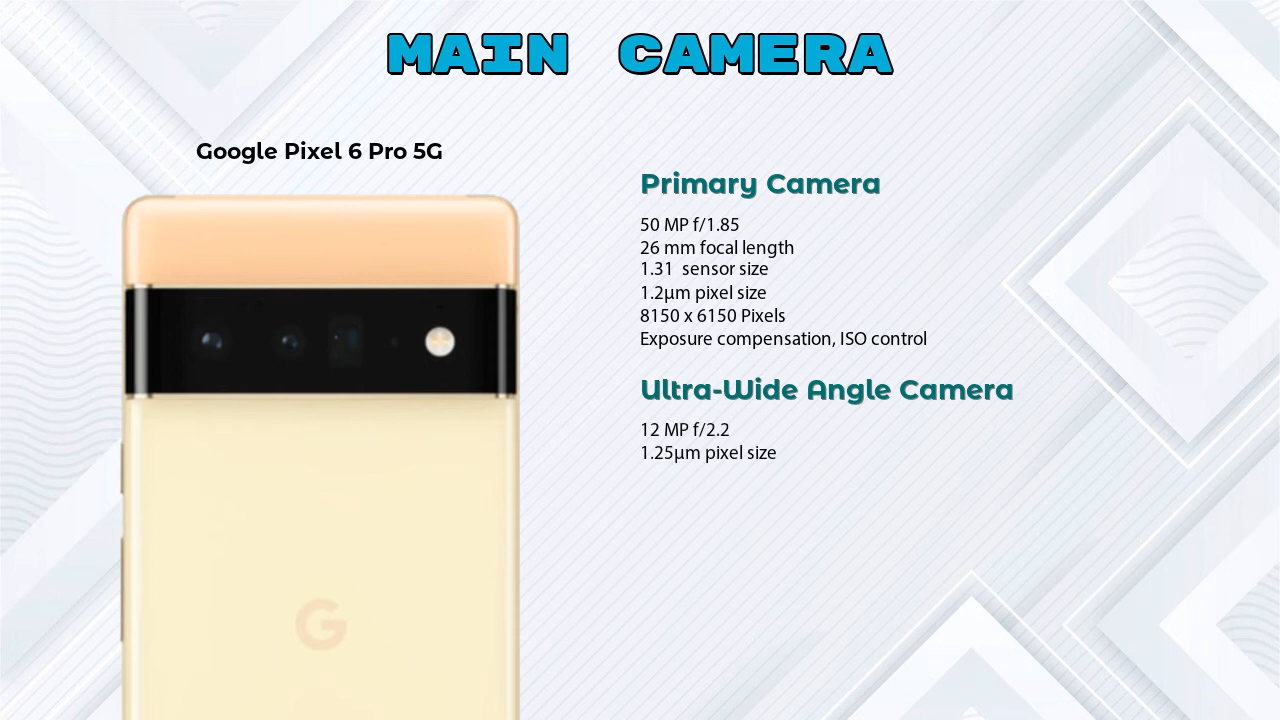 MAIN CAMERA
Google Pixel 6 Pro 5G
Primary Camera
50 MP f/1.85
26 mm focal length
1.31  sensor size
1.2µm pixel size
8150 x 6150 Pixels
Exposure compensation, ISO control
Ultra-Wide Angle Camera
12 MP f/2.2
1.25µm pixel size
G